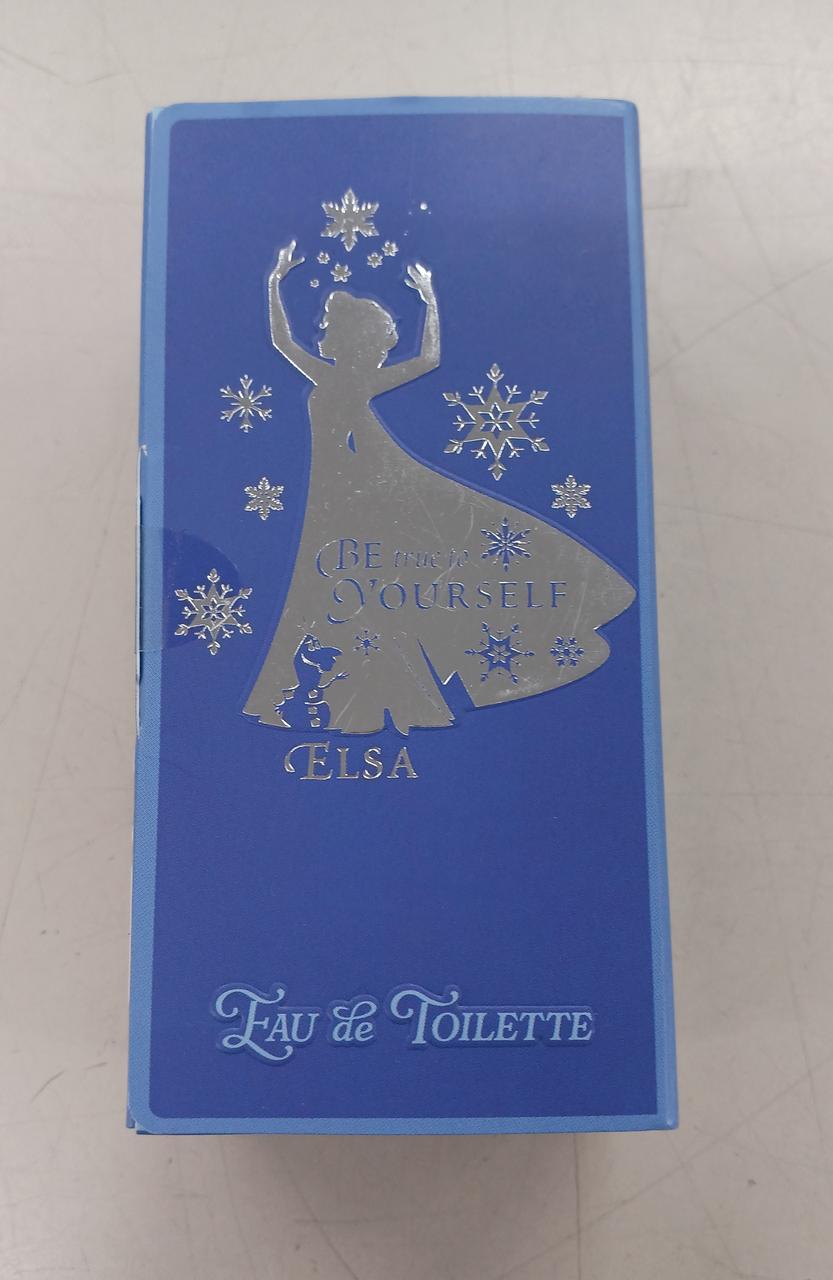 BE true to
YOURSELF
ELSA
EAU de TOILETTE